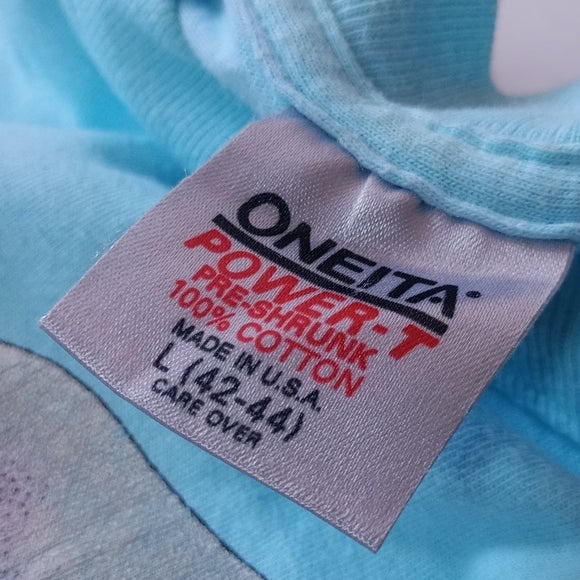 ONEITA®
POWER-T
PRE-SHRUNK
100% COTTON
MADE IN U.S.A.
L (42-44)
CARE OVER